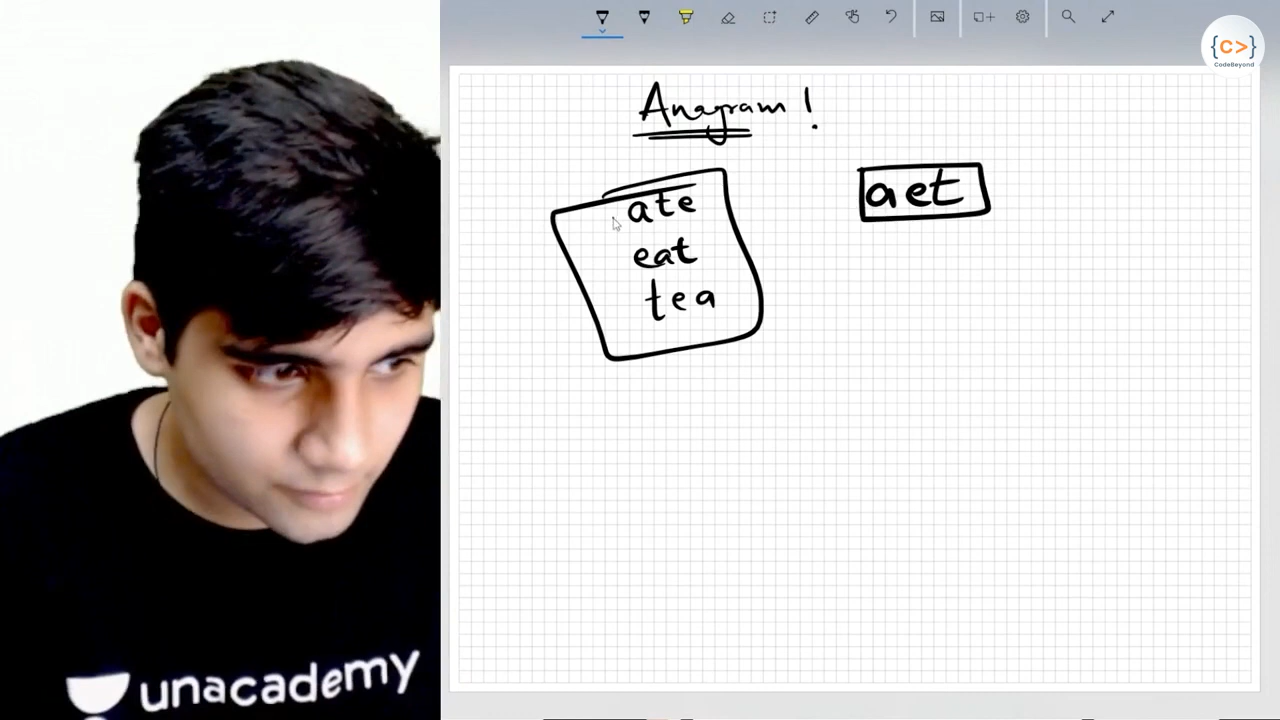 {C>}
CodeBeyond
Anagram !
ate
eat
tea
aet
unacademy